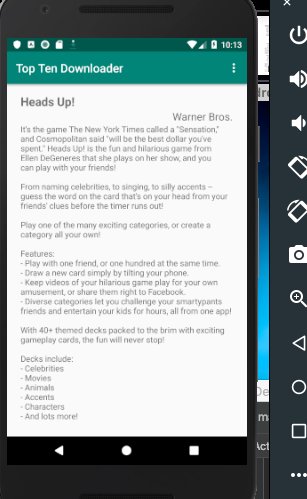 10:13
Top Ten Downloader
Heads Up!
Warner Bros.
It's the game The New York Times called a "Sensation,"
and Cosmopolitan said "will be the best dollar you've
spent." Heads Up! is the fun and hilarious game from
Ellen DeGeneres that she plays on her show, and you
can play with your friends!
From naming celebrities, to singing, to silly accents –
guess the word on the card that's on your head from your
friends' clues before the timer runs out!
Play one of the many exciting categories, or create a
category all your own!
Features:
- Play with one friend, or one hundred at the same time.
- Draw a new card simply by tilting your phone.
- Keep videos of your hilarious game play for your own
amusement, or share them right to Facebook.
- Diverse categories let you challenge your smartypants
friends and entertain your kids for hours, all from one app!
With 40+ themed decks packed to the brim with exciting
gameplay cards, the fun will never stop!
Decks include:
- Celebrities
- Movies
- Animals
- Accents
- Characters
- And lots more!